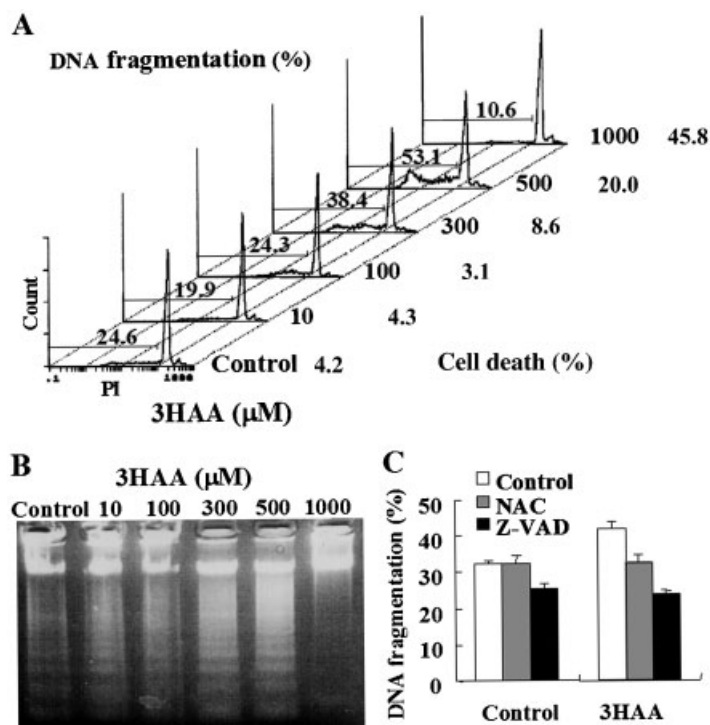 A
DNA fragmentation (%)
10.6
1000 45.8
53.1
500 20.0
38.4
300 8.6
24.3
100 3.1
19.9
10 4.3
24.6
Control 4.2
Count
.1 1000
PI
Cell death (%)
3HAA (μM)
B
3HAA (μM)
Control 10 100 300 500 1000
C
Control
NAC
Z-VAD
DNA fragmentation (%)
50
40
30
20
10
0
Control 3HAA